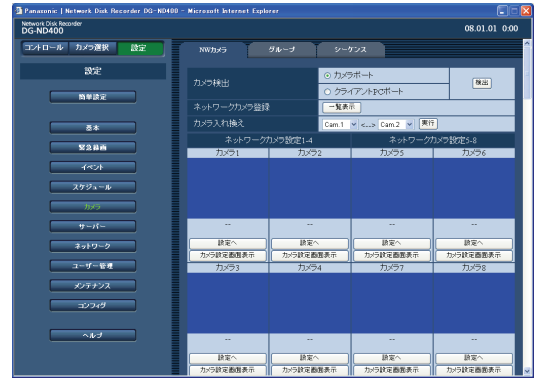 Panasonic | Network Disk Recorder DG-ND400 - Microsoft Internet Explorer
Network Disk Recorder
DG-ND400
08.01.01 0:00
コントロール カメラ選択 設定
設定
簡単設定
基本
緊急録画
イベント
スケジュール
カメラ
サーバー
ネットワーク
ユーザー管理
メンテナンス
コンフィグ
ヘルプ
NWカメラ グループ シーケンス
カメラ検出 カメラポート 検出
クライアントPCポート
ネットワークカメラ登録 一覧表示
カメラ入れ換え Cam.1 <...> Cam.2 実行
ネットワークカメラ設定1-4 ネットワークカメラ設定5-8
カメラ1 カメラ2 カメラ5 カメラ6
-- -- -- --
設定へ 設定へ 設定へ 設定へ
カメラ設定画面表示 カメラ設定画面表示 カメラ設定画面表示 カメラ設定画面表示
カメラ3 カメラ4 カメラ7 カメラ8
-- -- -- --
設定へ 設定へ 設定へ 設定へ
カメラ設定画面表示 カメラ設定画面表示 カメラ設定画面表示 カメラ設定画面表示